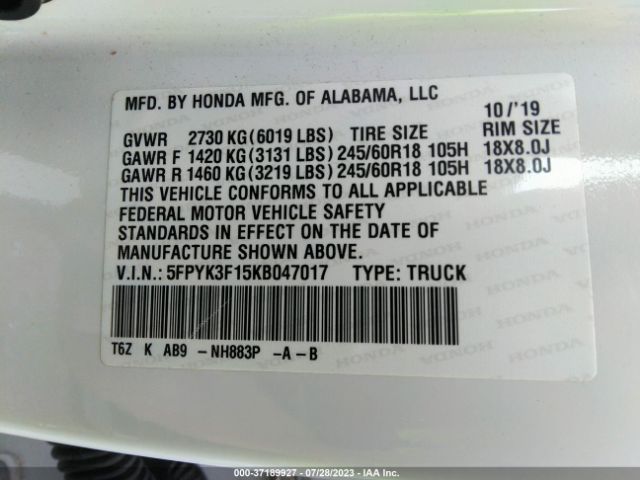 MFD. BY HONDA MFG. OF ALABAMA, LLC
10/'19
GVWR 2730 KG(6019 LBS) TIRE SIZE RIM SIZE
GAWR F 1420 KG(3131 LBS)245/60R18 105H 18X8.0J
GAWR R 1460 KG(3219 LBS)245/60R18 105H 18X8.0J
THIS VEHICLE CONFORMS TO ALL APPLICABLE
FEDERAL MOTOR VEHICLE SAFETY
STANDARDS IN EFFECT ON THE DATE OF
MANUFACTURE SHOWN ABOVE.
V.I.N.: 5FPYK3F15KB047017 TYPE: TRUCK
T6Z K AB9 -NH883P -A -B
000-37189927 - 07/28/2023 - IAAI.COM